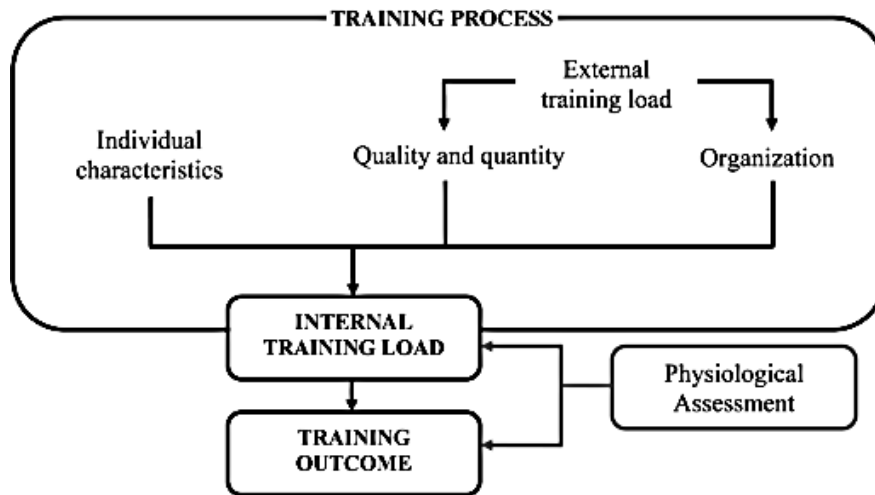 TRAINING PROCESS
External
training load
Individual
characteristics
Quality and quantity
Organization
INTERNAL
TRAINING LOAD
Physiological
Assessment
TRAINING
OUTCOME